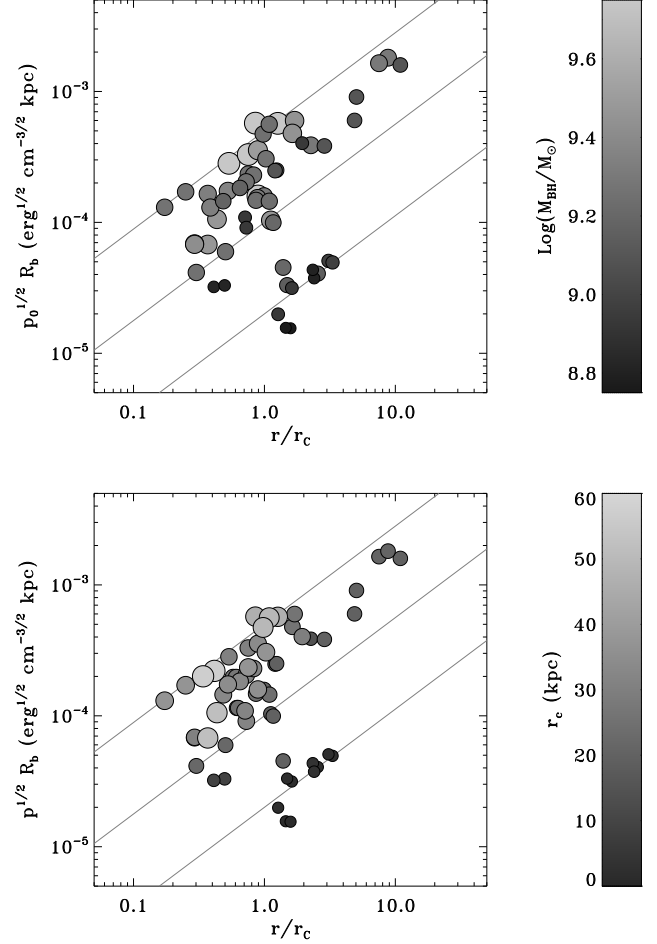 9.6
10⁻³
9.4
p₀^1/2 R_b (erg^1/2 cm^−3/2 kpc)
Log(M_BH/M_⊙)
9.2
10⁻⁴
9.0
10⁻⁵
8.8
0.1 1.0 10.0
r/r_C
60
50
10⁻³
40
p^1/2 R_b (erg^1/2 cm^−3/2 kpc)
r_c (kpc)
30
10⁻⁴
20
10
10⁻⁵
0
0.1 1.0 10.0
r/r_C